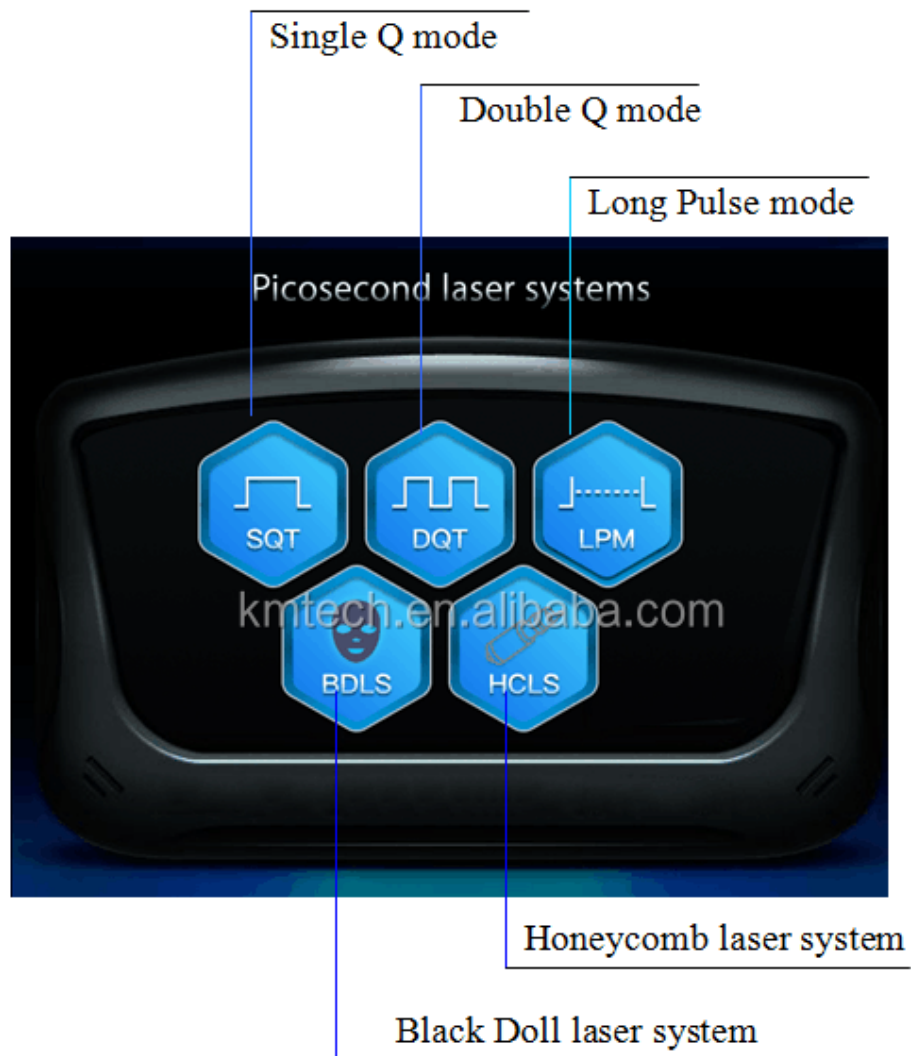 Single Q mode
Double Q mode
Long Pulse mode
Picosecond laser systems
SQT
DQT
LPM
kmtech.en.alibaba.com
BDLS
HCLS
Honeycomb laser system
Black Doll laser system